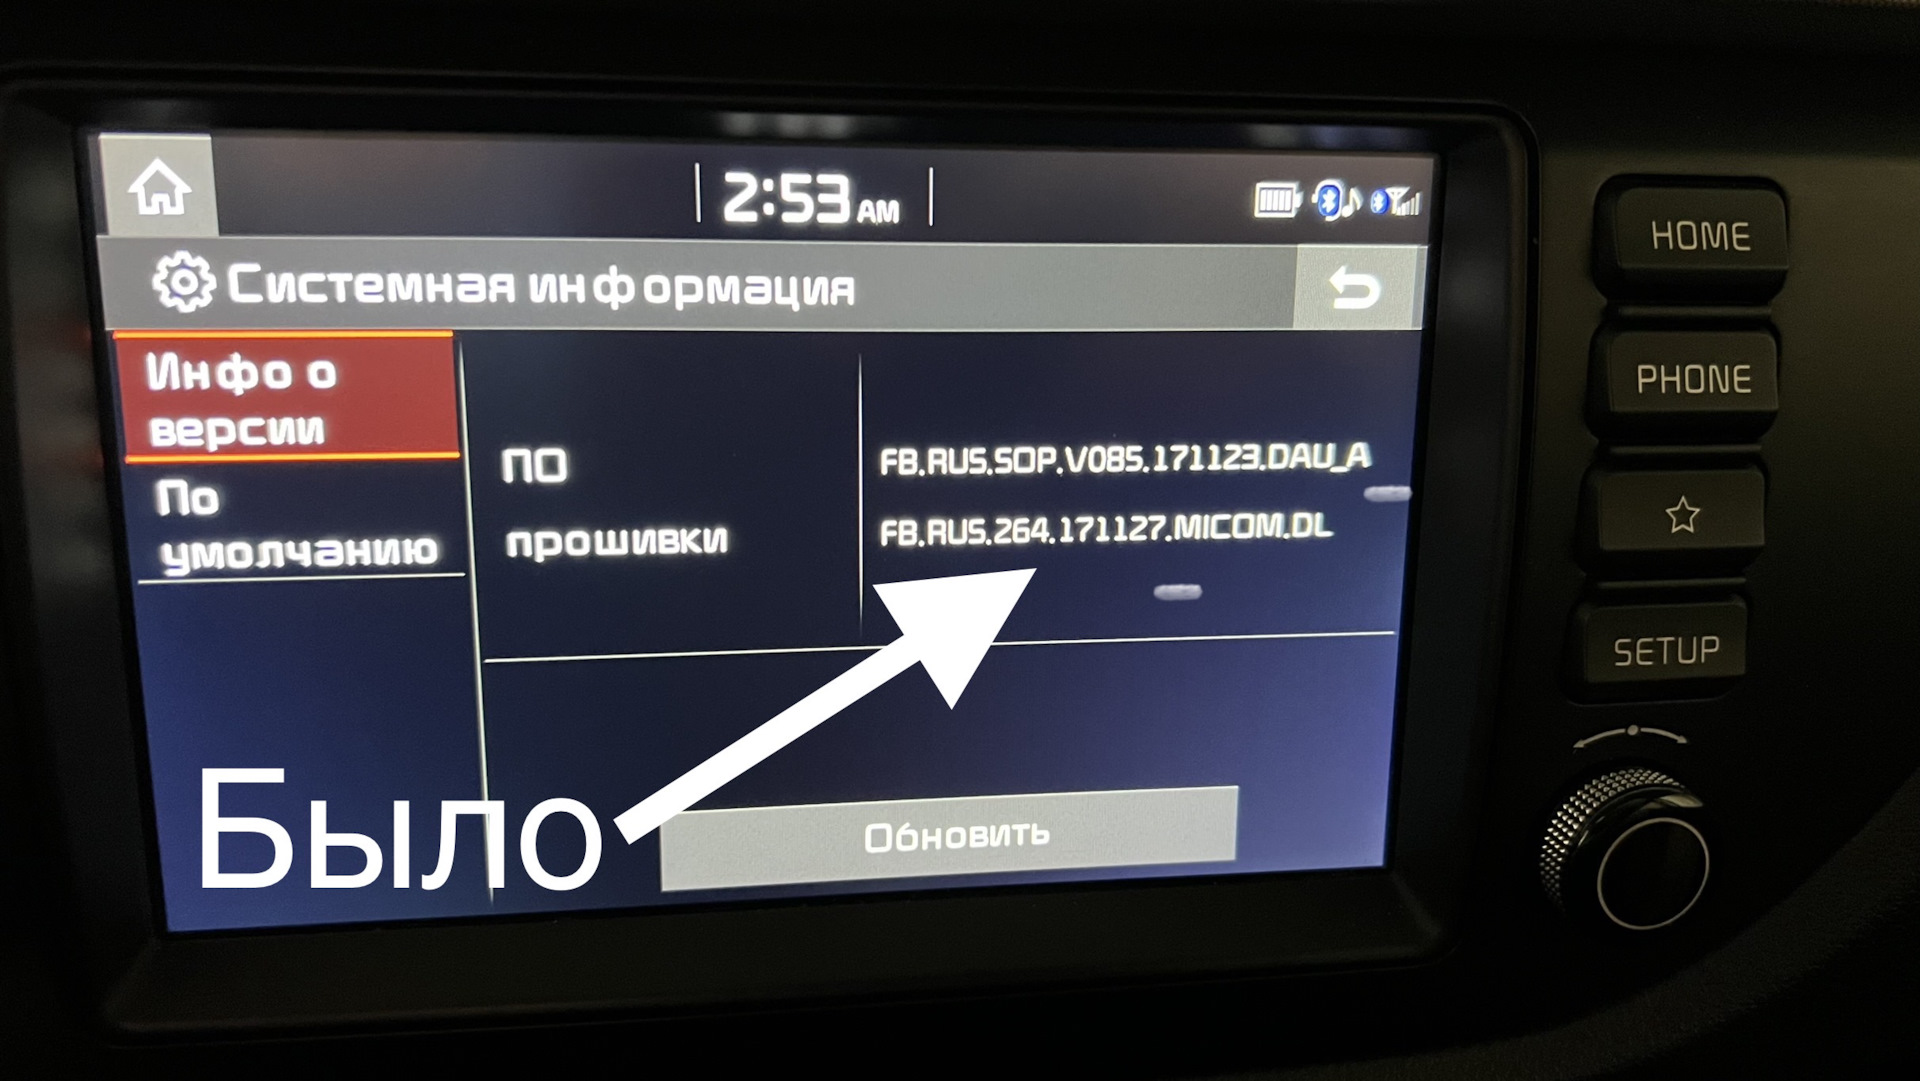 2:53 AM
Системная информация
Инфо о
версии
По
умолчанию
ПО
прошивки
FB.RUS.SOP.V085.171123.DAU_A
FB.RUS.264.171127.MICOM.DL
Обновить
Было
HOME
PHONE
SETUP